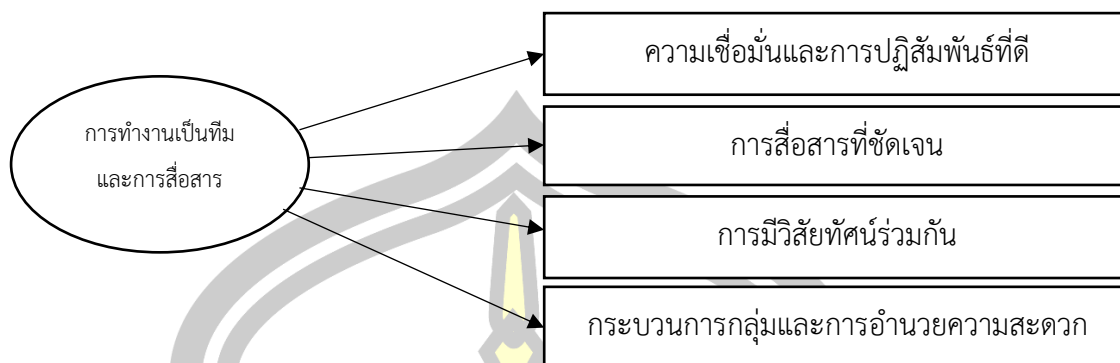 ความเชื่อมั่นและการปฏิสัมพันธ์ที่ดี
การทำงานเป็นทีม
และการสื่อสาร
การสื่อสารที่ชัดเจน
การมีวิสัยทัศน์ร่วมกัน
กระบวนการกลุ่มและการอำนวยความสะดวก